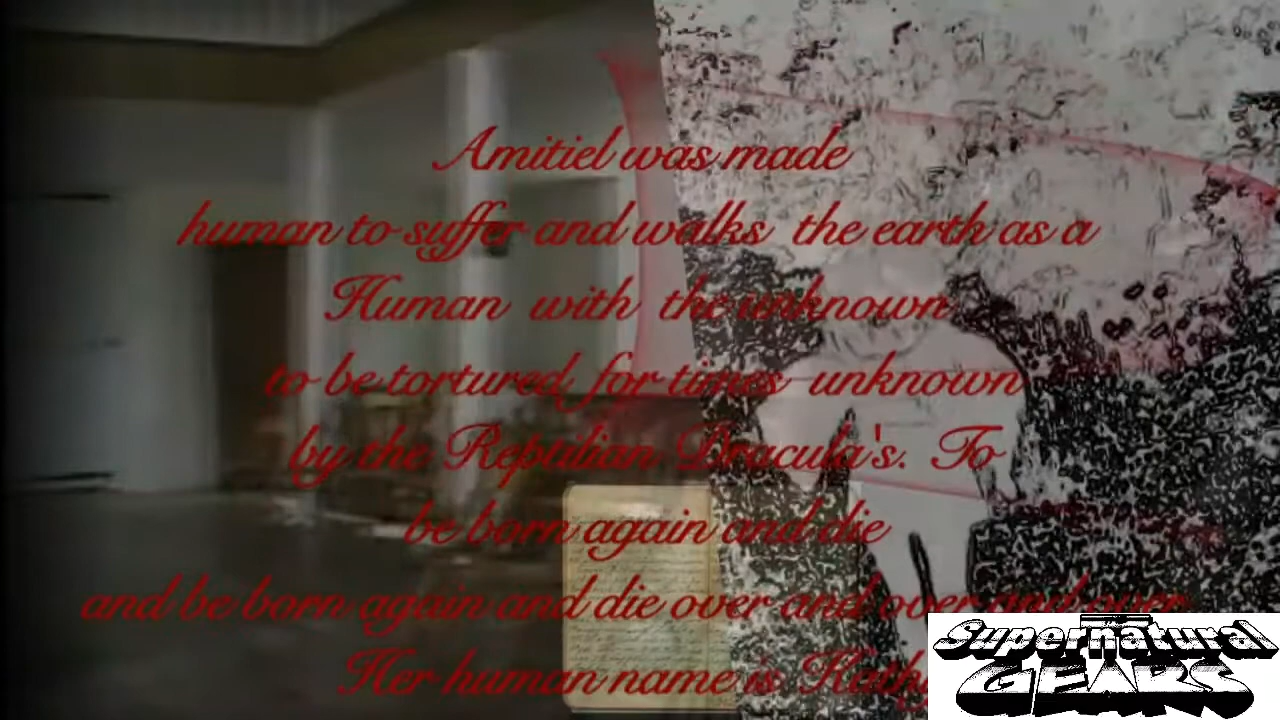 Amitiel was made
human to suffer and walks the earth as a
Human with the unknown
to be tortured for times unknown
by the Reptilian Dracula's. To
be born again and die
and be born again and die over and over and over
Her human name is
Supernatural
GEARS